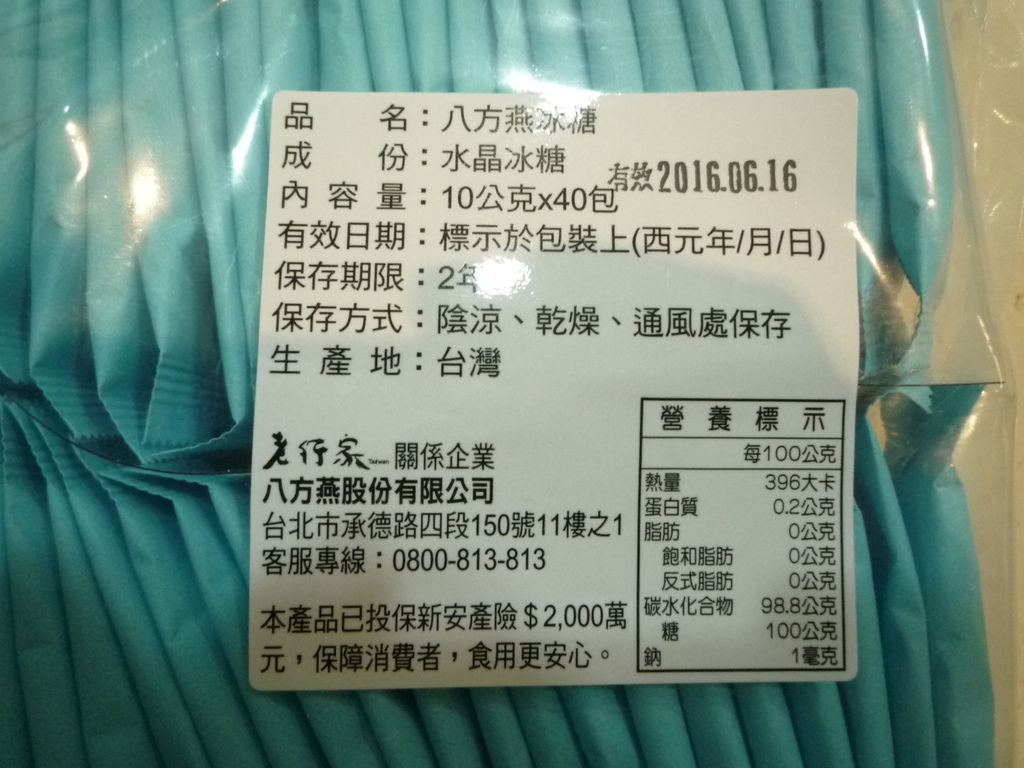 品名：八方燕冰糖
成份：水晶冰糖
有效2016.06.16
內容量：10公克x40包
有效日期：標示於包裝上(西元年/月/日)
保存期限：2年
保存方式：陰涼、乾燥、通風處保存
生產地：台灣
老行家 Taiwan 關係企業
八方燕股份有限公司
台北市承德路四段150號11樓之1
客服專線：0800-813-813
本產品已投保新安產險＄2,000萬
元，保障消費者，食用更安心。
營養標示
每100公克
熱量 396大卡
蛋白質 0.2公克
脂肪 0公克
飽和脂肪 0公克
反式脂肪 0公克
碳水化合物 98.8公克
糖 100公克
鈉 1毫克